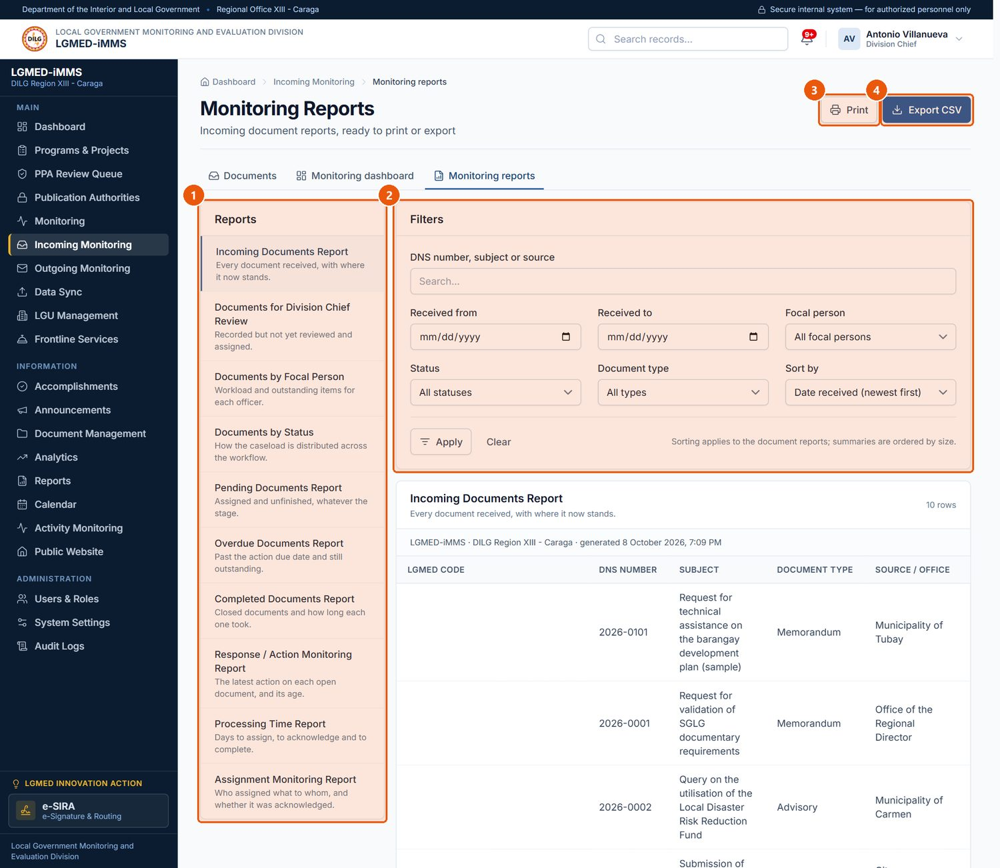 Department of the Interior and Local Government • Regional Office XIII - Caraga
Secure internal system — for authorized personnel only
DILG
LOCAL GOVERNMENT MONITORING AND EVALUATION DIVISION
LGMED-iMMS
Search records...
9+
AV
Antonio Villanueva
Division Chief
LGMED-iMMS
DILG Region XIII - Caraga
MAIN
Dashboard
Programs & Projects
PPA Review Queue
Publication Authorities
Monitoring
Incoming Monitoring
Outgoing Monitoring
Data Sync
LGU Management
Frontline Services
INFORMATION
Accomplishments
Announcements
Document Management
Analytics
Reports
Calendar
Activity Monitoring
Public Website
ADMINISTRATION
Users & Roles
System Settings
Audit Logs
LGMED INNOVATION ACTION
e-SIRA
e-Signature & Routing
Local Government Monitoring and
Evaluation Division
Dashboard > Incoming Monitoring > Monitoring reports
Monitoring Reports
Incoming document reports, ready to print or export
3
Print
4
Export CSV
Documents
Monitoring dashboard
Monitoring reports
1
Reports
Incoming Documents Report
Every document received, with where
it now stands.
Documents for Division Chief
Review
Recorded but not yet reviewed and
assigned.
Documents by Focal Person
Workload and outstanding items for
each officer.
Documents by Status
How the caseload is distributed across
the workflow.
Pending Documents Report
Assigned and unfinished, whatever the
stage.
Overdue Documents Report
Past the action due date and still
outstanding.
Completed Documents Report
Closed documents and how long each
one took.
Response / Action Monitoring
Report
The latest action on each open
document, and its age.
Processing Time Report
Days to assign, to acknowledge and to
complete.
Assignment Monitoring Report
Who assigned what to whom, and
whether it was acknowledged.
2
Filters
DNS number, subject or source
Search...
Received from
mm/dd/yyyy
Received to
mm/dd/yyyy
Focal person
All focal persons
Status
All statuses
Document type
All types
Sort by
Date received (newest first)
Apply
Clear
Sorting applies to the document reports; summaries are ordered by size.
Incoming Documents Report
Every document received, with where it now stands.
10 rows
LGMED-iMMS · DILG Region XIII - Caraga · generated 8 October 2026, 7:09 PM
LGMED CODE
DNS NUMBER
SUBJECT
DOCUMENT TYPE
SOURCE / OFFICE
2026-0101
Request for
technical
assistance on
the barangay
development
plan (sample)
Memorandum
Municipality of
Tubay
2026-0001
Request for
validation of
SGLG
documentary
requirements
Memorandum
Office of the
Regional
Director
2026-0002
Query on the
utilisation of the
Local Disaster
Risk Reduction
Fund
Advisory
Municipality of
Carmen
Submission of